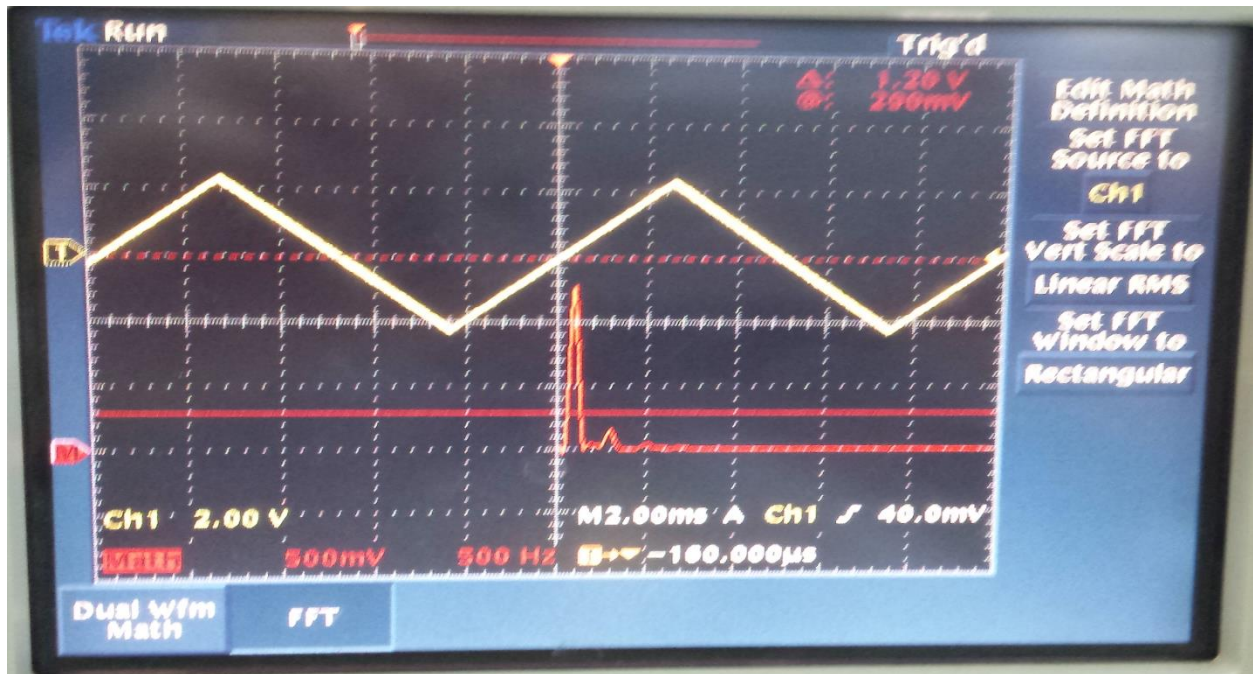 Tek Run Trig'd
Δ: 1.20 V
@: 290mV
Edit Math
Definition
Set FFT
Source to
Ch1
Set FFT
Vert Scale to
Linear RMS
Set FFT
Window to
Rectangular
T
M
Ch1 2.00 V M2.00ms A Ch1 40.0mV
Math 500mV 500 Hz T→▼ -160.000µs
Dual Wfm
Math
FFT